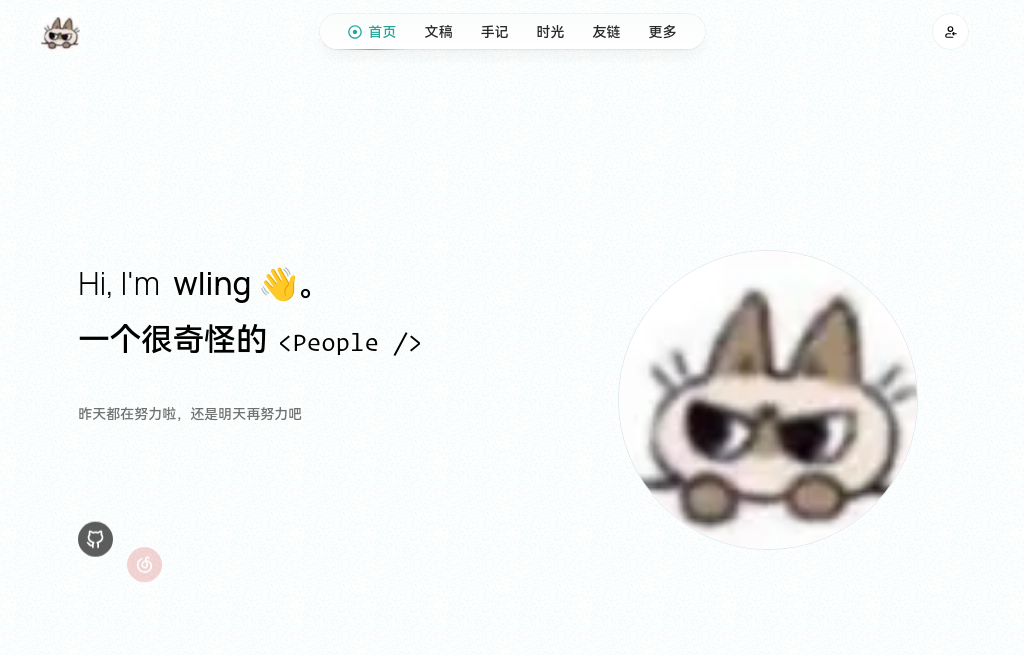 首页 文稿 手记 时光 友链 更多
Hi, I'm wling 👋。
一个很奇怪的 <People />
昨天都在努力啦，还是明天再努力吧